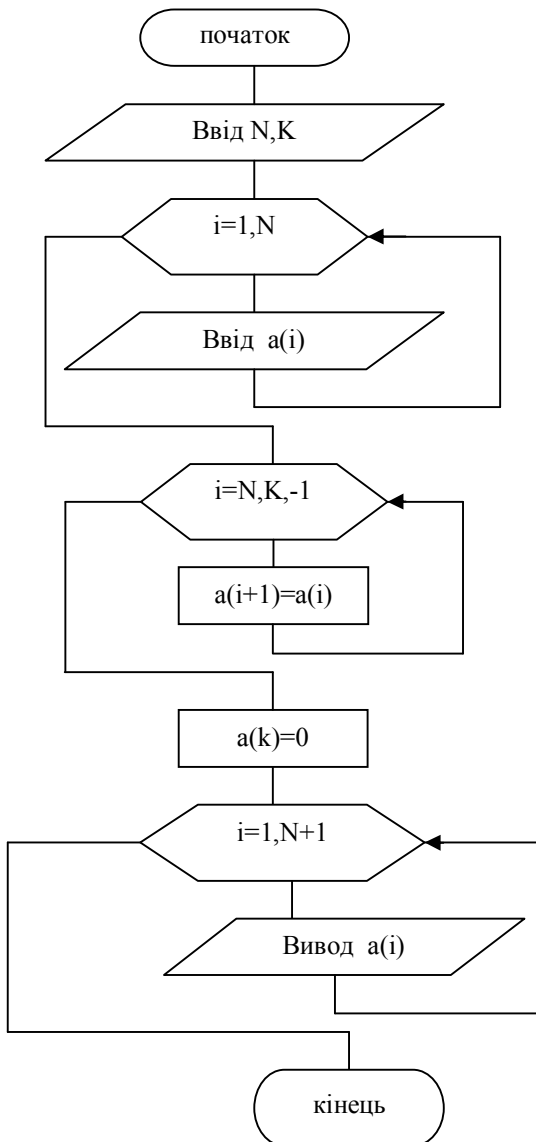 початок
Ввід N,K
i=1,N
Ввід a(i)
i=N,K,-1
a(i+1)=a(i)
a(k)=0
i=1,N+1
Вивод a(i)
кінець